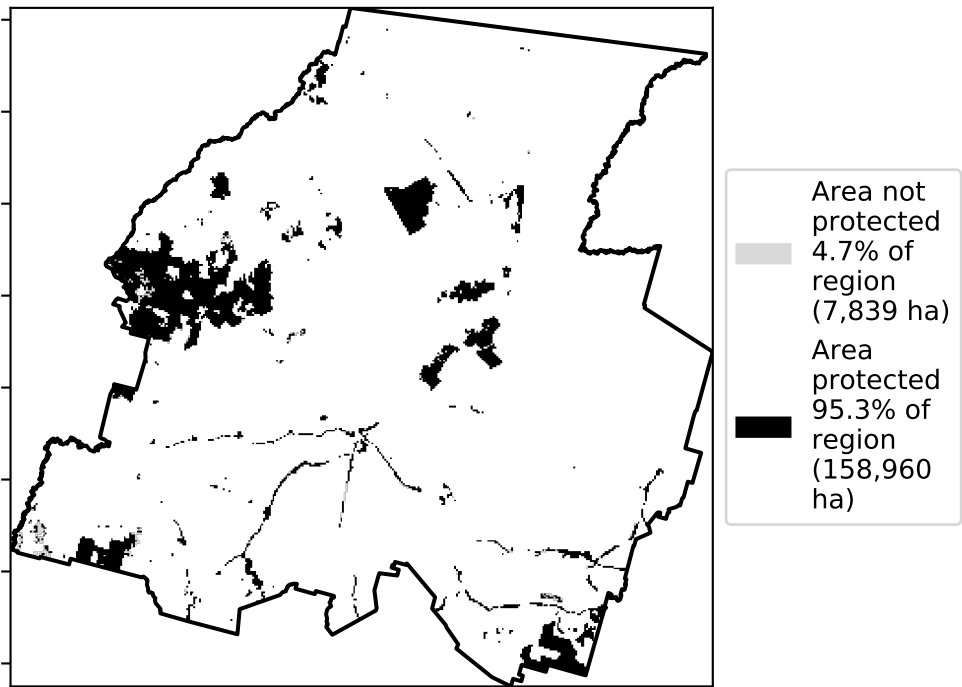 Area not
protected
4.7% of
region
(7,839 ha)
Area
protected
95.3% of
region
(158,960
ha)